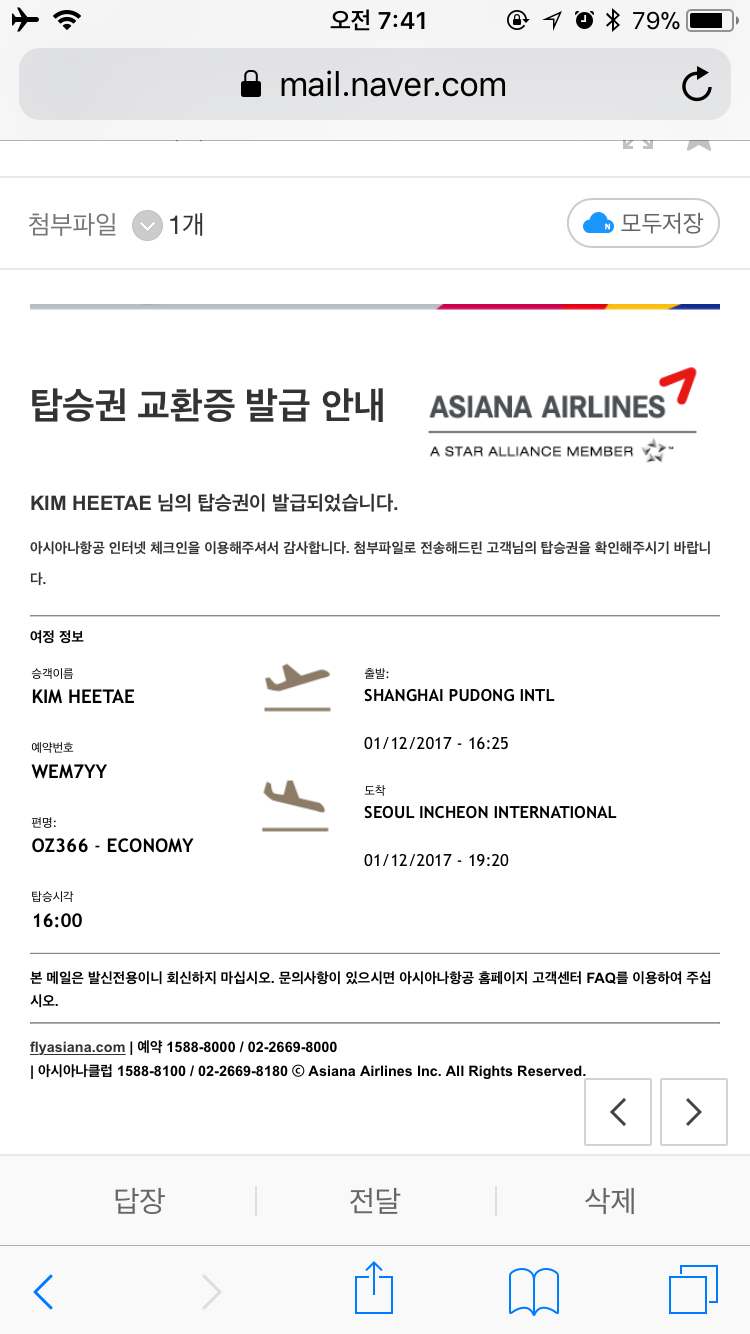 오전 7:41
79%
mail.naver.com
첨부파일 1개
모두저장
탑승권 교환증 발급 안내
ASIANA AIRLINES
A STAR ALLIANCE MEMBER ™
KIM HEETAE 님의 탑승권이 발급되었습니다.
아시아나항공 인터넷 체크인을 이용해주셔서 감사합니다. 첨부파일로 전송해드린 고객님의 탑승권을 확인해주시기 바랍니
다.
여정 정보
승객이름
KIM HEETAE
예약번호
WEM7YY
편명:
OZ366 - ECONOMY
탑승시각
16:00
출발:
SHANGHAI PUDONG INTL
01/12/2017 - 16:25
도착
SEOUL INCHEON INTERNATIONAL
01/12/2017 - 19:20
본 메일은 발신전용이니 회신하지 마십시오. 문의사항이 있으시면 아시아나항공 홈페이지 고객센터 FAQ를 이용하여 주십
시오.
flyasiana.com | 예약 1588-8000 / 02-2669-8000
| 아시아나클럽 1588-8100 / 02-2669-8180 ⓒ Asiana Airlines Inc. All Rights Reserved.
답장
전달
삭제